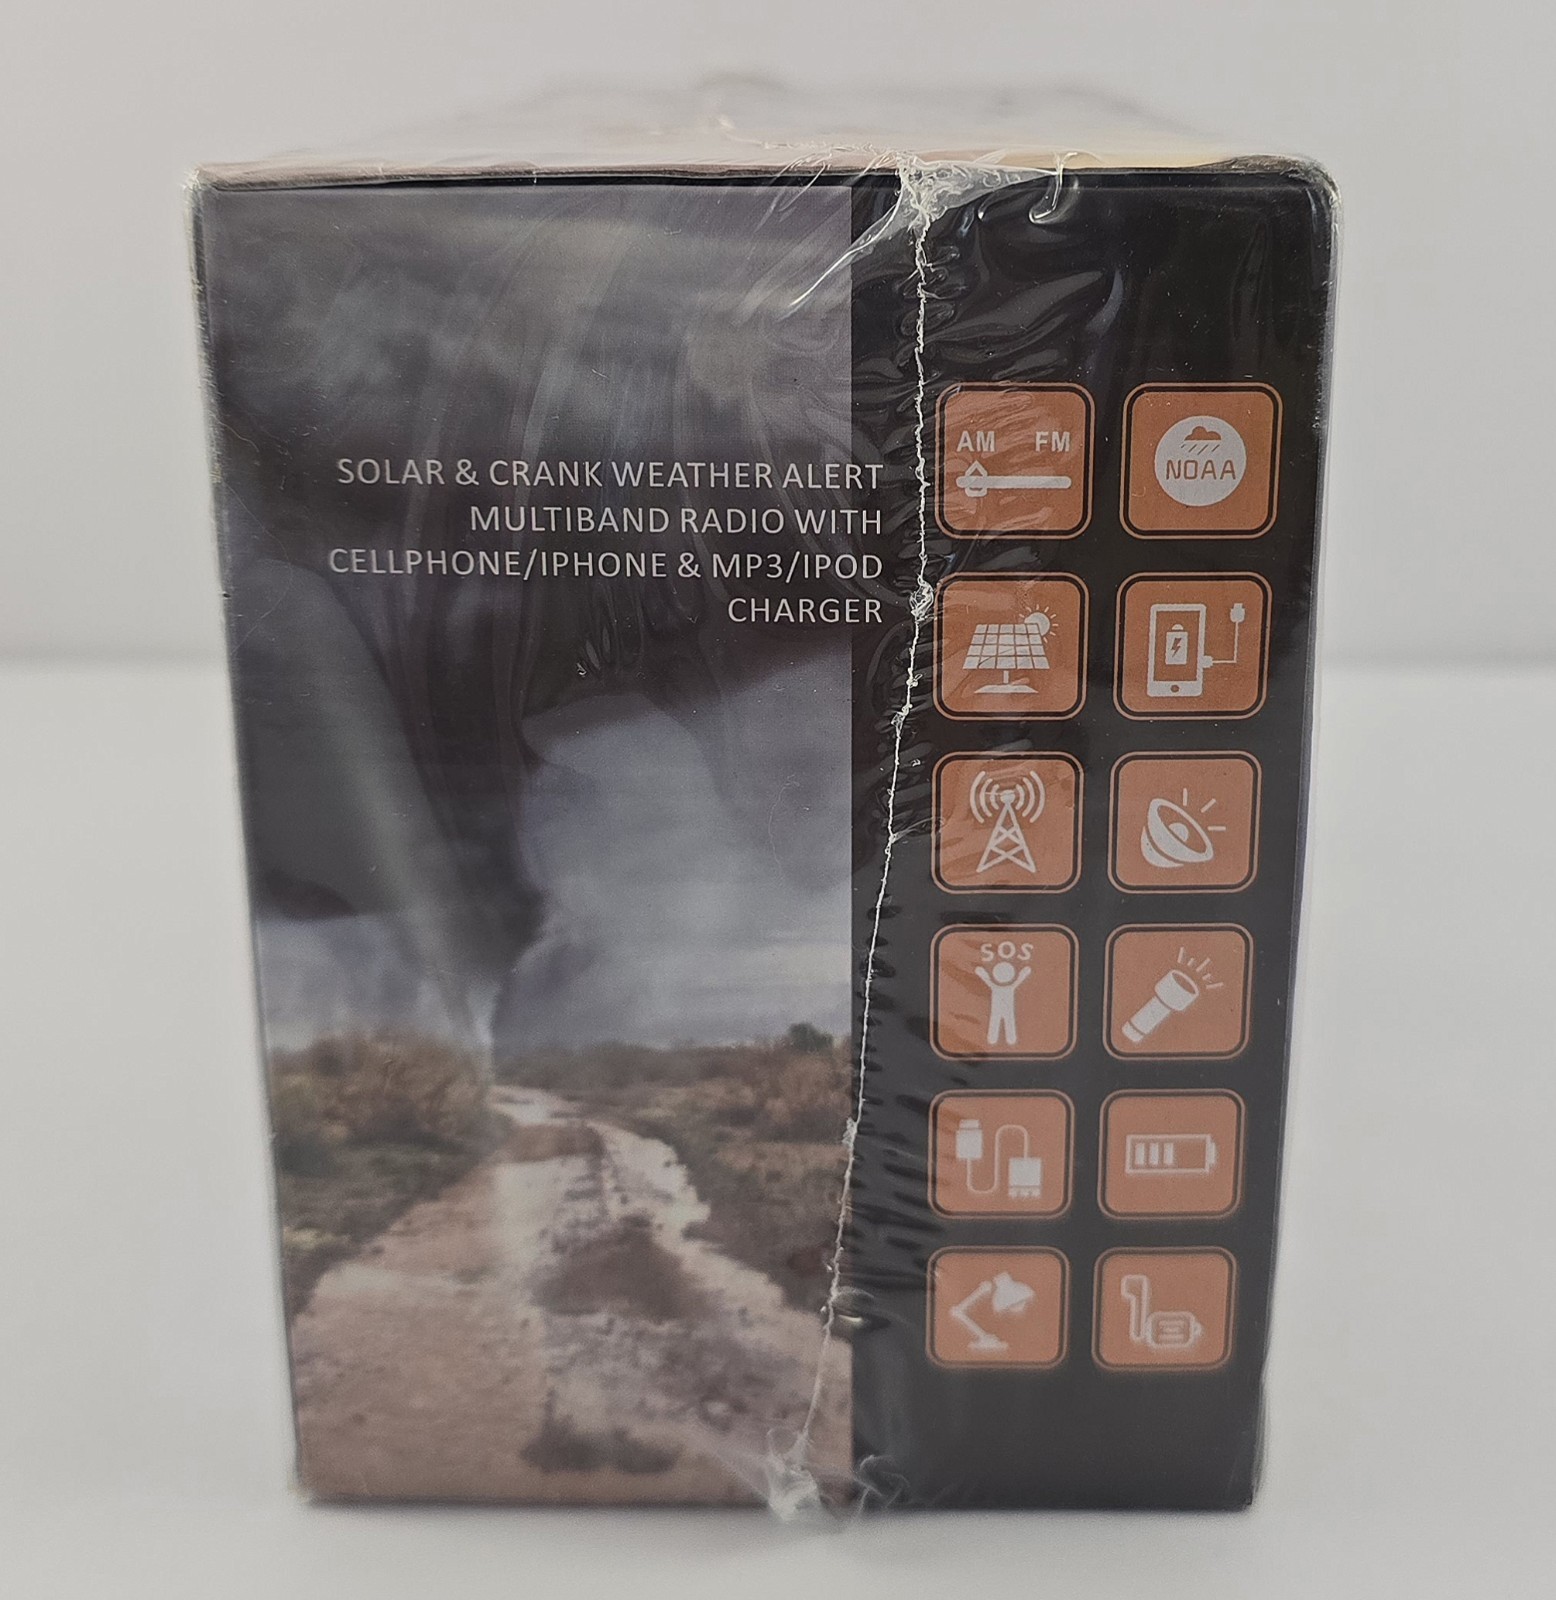 SOLAR & CRANK WEATHER ALERT
MULTIBAND RADIO WITH
CELLPHONE/IPHONE & MP3/IPOD
CHARGER
AM FM
NOAA
SOS